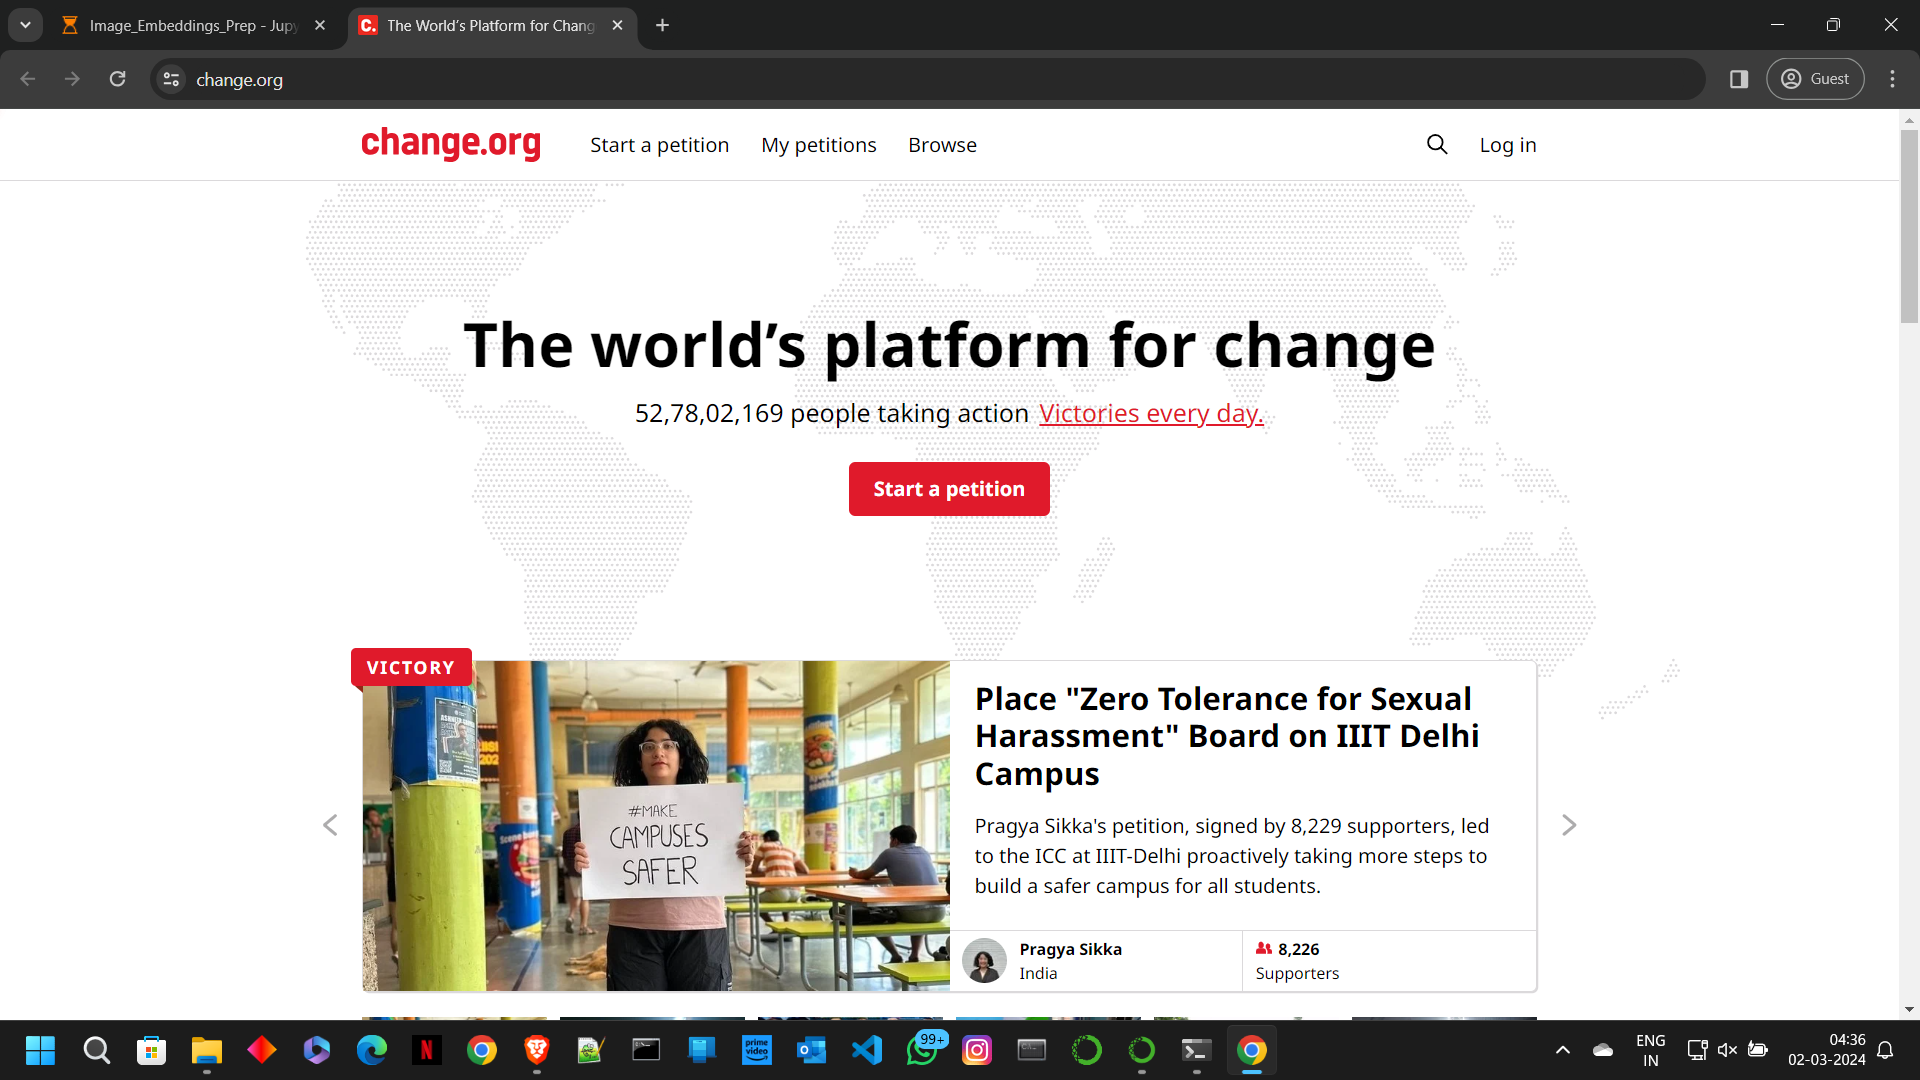 Image_Embeddings_Prep - Jupy
The World's Platform for Chang
change.org
Guest
change.org
Start a petition
My petitions
Browse
Log in
The world's platform for change
52,78,02,169 people taking action Victories every day.
Start a petition
VICTORY
#MAKE
CAMPUSES
SAFER
Place "Zero Tolerance for Sexual
Harassment" Board on IIIT Delhi
Campus
Pragya Sikka's petition, signed by 8,229 supporters, led
to the ICC at IIIT-Delhi proactively taking more steps to
build a safer campus for all students.
Pragya Sikka
India
8,226
Supporters
prime
video
99+
ENG
IN
04:36
02-03-2024